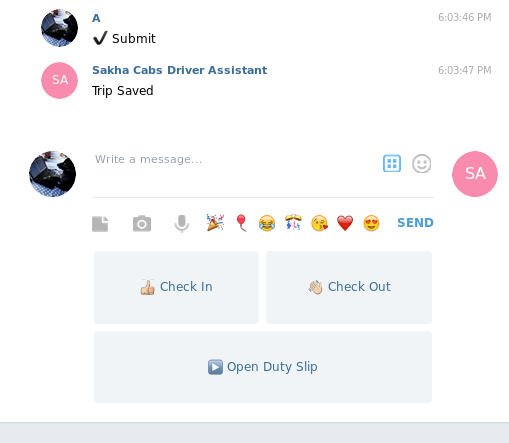 A 6:03:46 PM
✔ Submit
SA Sakha Cabs Driver Assistant 6:03:47 PM
Trip Saved
Write a message...
SA
SEND
Check In
Check Out
Open Duty Slip